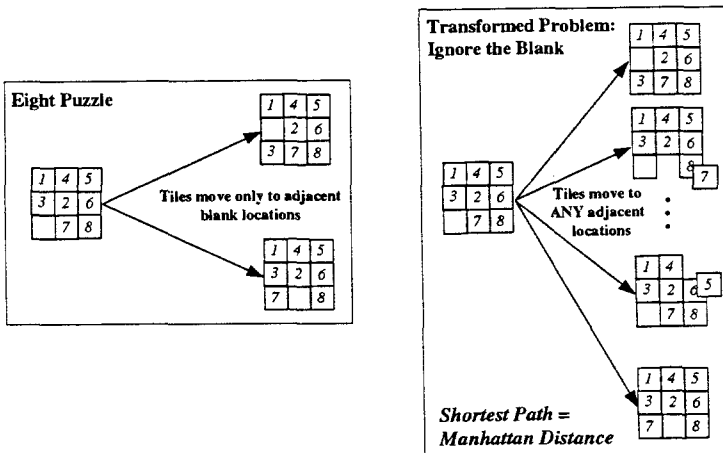 Eight Puzzle
1 4 5
2 6
3 7 8
1 4 5
3 2 6
7 8
Tiles move only to adjacent
blank locations
1 4 5
3 2 6
7 8
Transformed Problem:
Ignore the Blank
1 4 5
2 6
3 7 8
1 4 5
3 2 6
8
7
1 4 5
3 2 6
7 8
Tiles move to
ANY adjacent
locations
1 4
3 2 6 5
7 8
1 4 5
3 2 6
7 8
Shortest Path =
Manhattan Distance